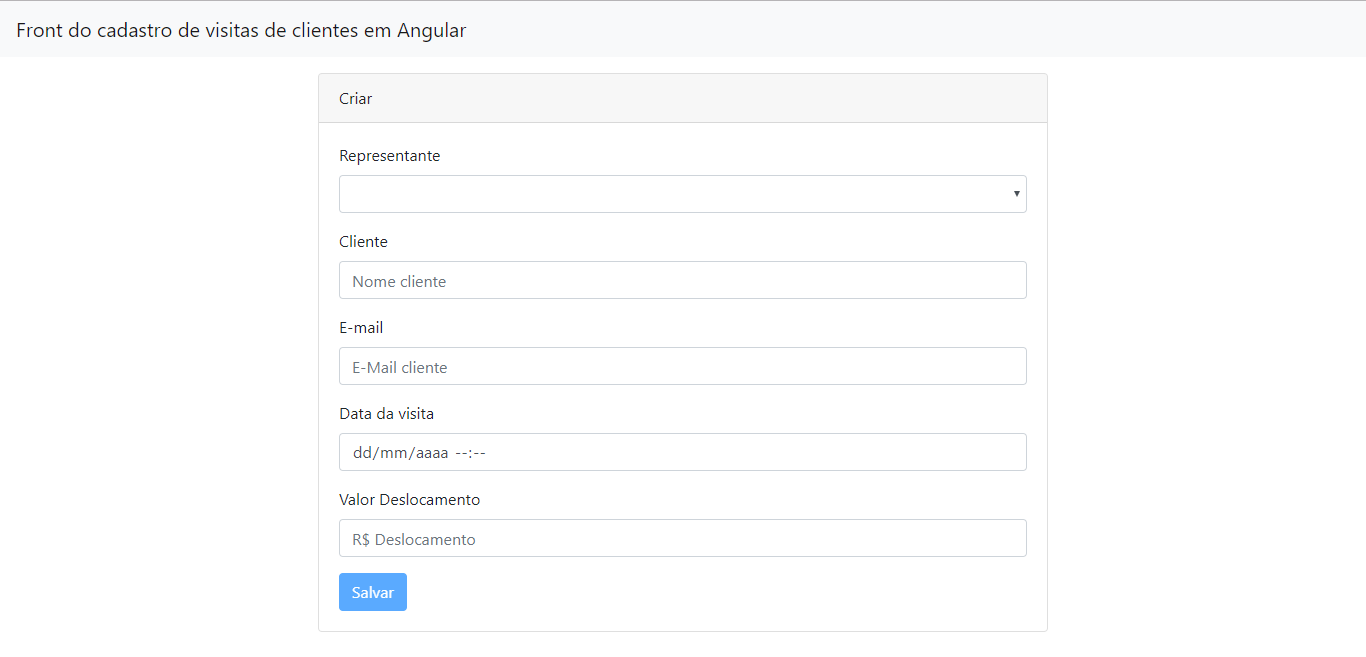 Front do cadastro de visitas de clientes em Angular
Criar
Representante
Cliente
Nome cliente
E-mail
E-Mail cliente
Data da visita
dd/mm/aaaa --:--
Valor Deslocamento
R$ Deslocamento
Salvar